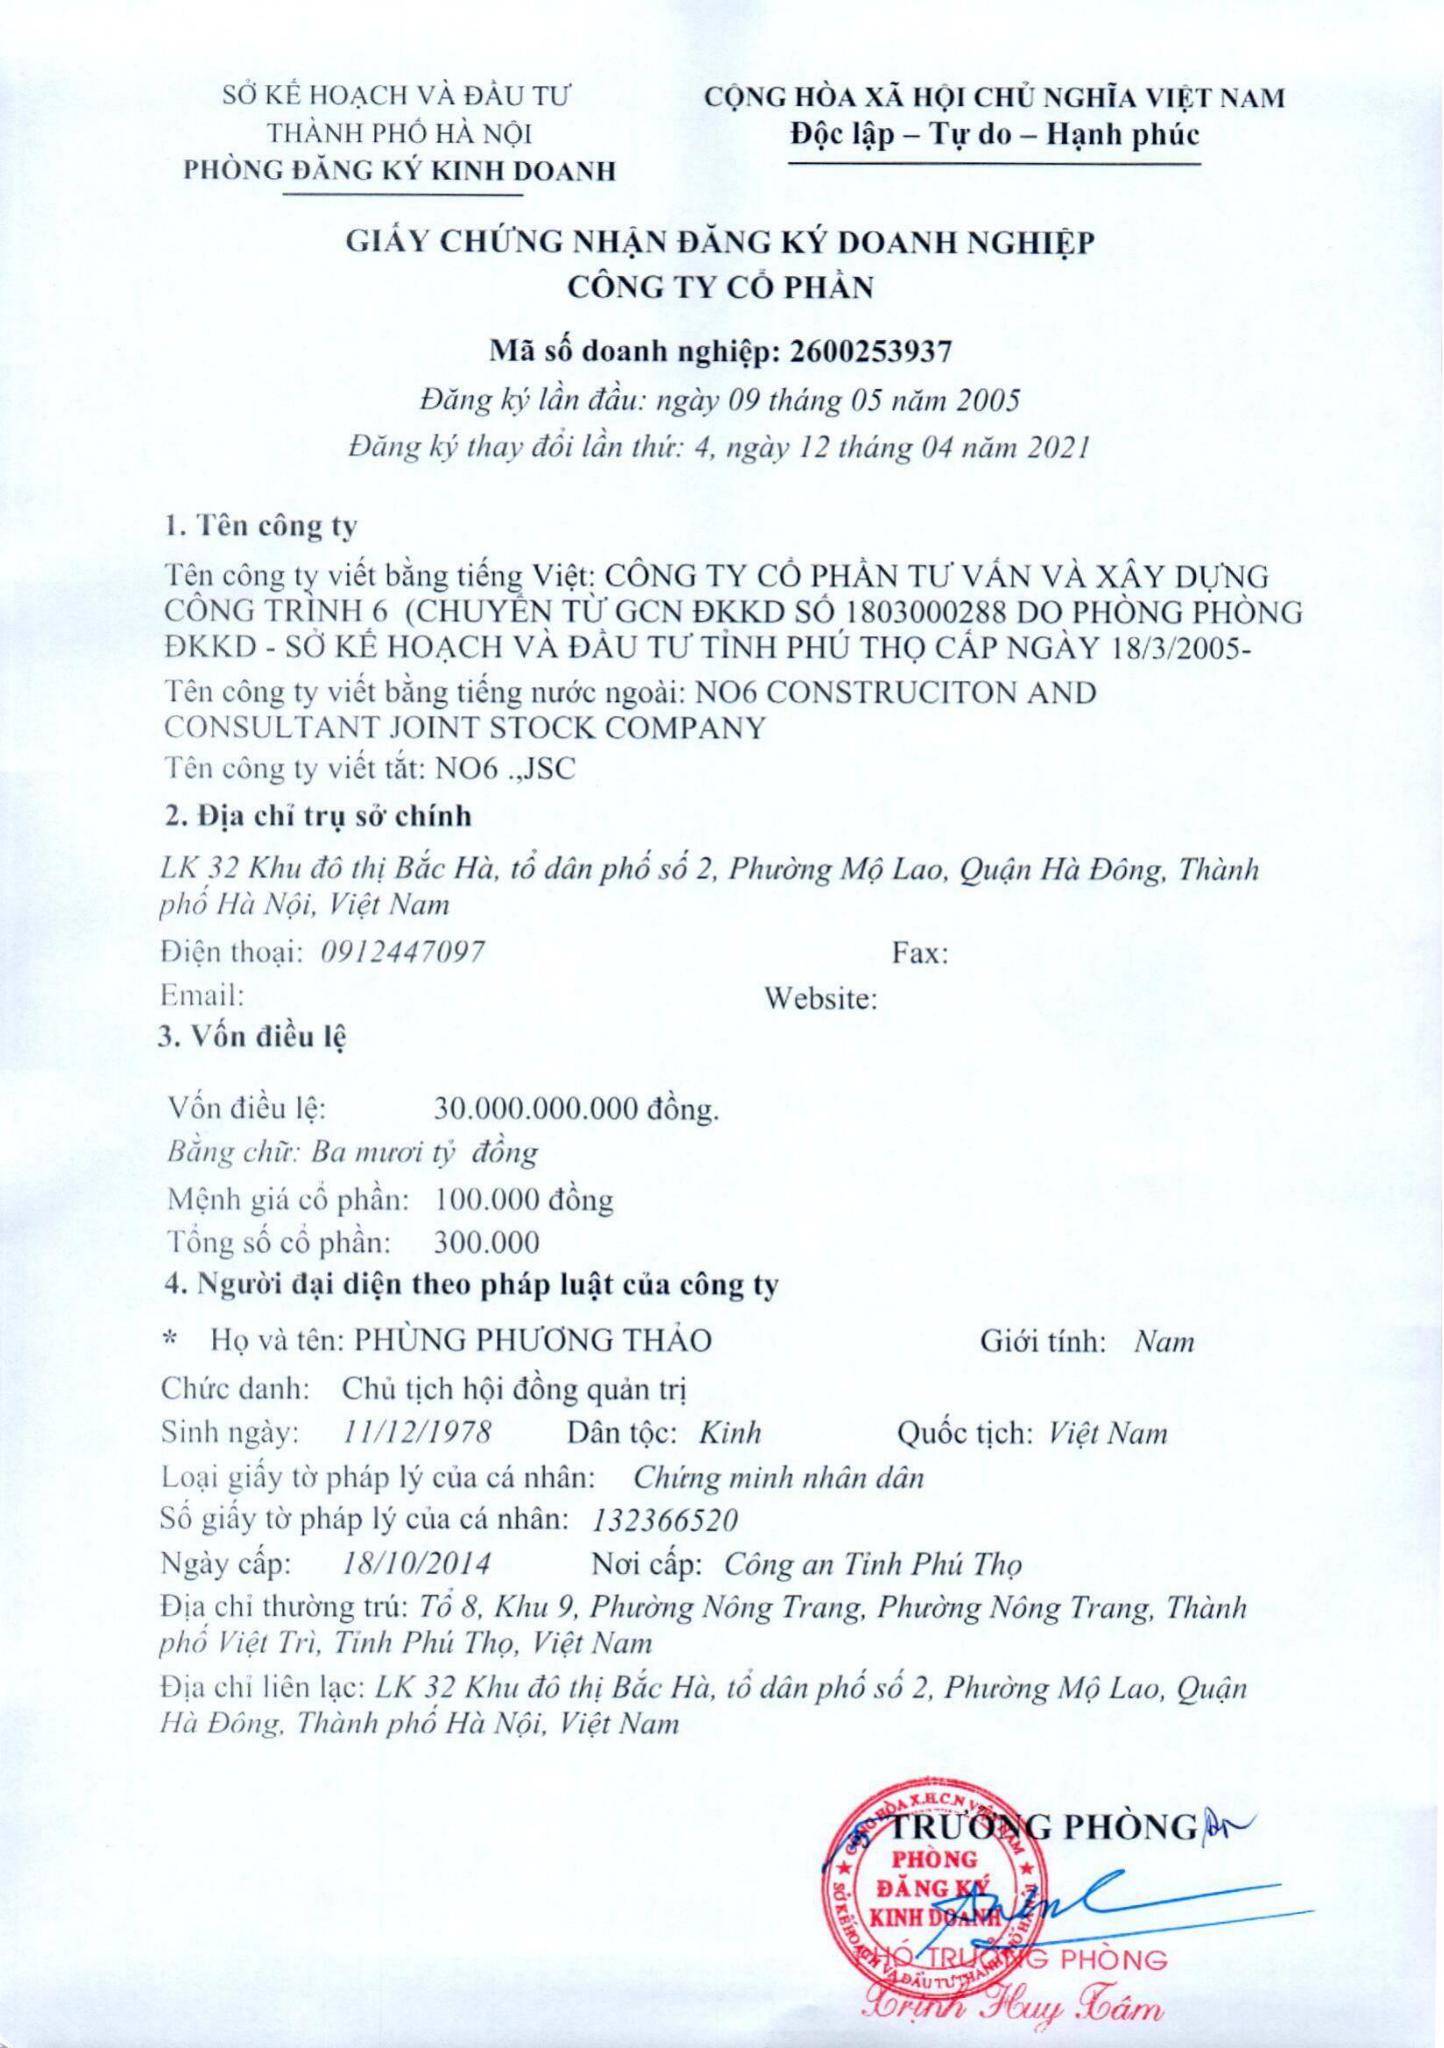 SỞ KẾ HOẠCH VÀ ĐẦU TƯ
THÀNH PHỐ HÀ NỘI
PHÒNG ĐĂNG KÝ KINH DOANH
CỘNG HÒA XÃ HỘI CHỦ NGHĨA VIỆT NAM
Độc lập – Tự do – Hạnh phúc
GIẤY CHỨNG NHẬN ĐĂNG KÝ DOANH NGHIỆP
CÔNG TY CỔ PHẦN
Mã số doanh nghiệp: 2600253937
Đăng ký lần đầu: ngày 09 tháng 05 năm 2005
Đăng ký thay đổi lần thứ: 4, ngày 12 tháng 04 năm 2021
1. Tên công ty
Tên công ty viết bằng tiếng Việt: CÔNG TY CỔ PHẦN TƯ VẤN VÀ XÂY DỰNG
CÔNG TRÌNH 6 (CHUYỂN TỪ GCN ĐKKD SỐ 1803000288 DO PHÒNG PHÒNG
ĐKKD - SỞ KẾ HOẠCH VÀ ĐẦU TƯ TỈNH PHÚ THỌ CẤP NGÀY 18/3/2005-
Tên công ty viết bằng tiếng nước ngoài: NO6 CONSTRUCITON AND
CONSULTANT JOINT STOCK COMPANY
Tên công ty viết tắt: NO6 .,JSC
2. Địa chỉ trụ sở chính
LK 32 Khu đô thị Bắc Hà, tổ dân phố số 2, Phường Mộ Lao, Quận Hà Đông, Thành
phố Hà Nội, Việt Nam
Điện thoại: 0912447097 Fax:
Email: Website:
3. Vốn điều lệ
Vốn điều lệ: 30.000.000.000 đồng.
Bằng chữ: Ba mươi tỷ đồng
Mệnh giá cổ phần: 100.000 đồng
Tổng số cổ phần: 300.000
4. Người đại diện theo pháp luật của công ty
* Họ và tên: PHÙNG PHƯƠNG THẢO Giới tính: Nam
Chức danh: Chủ tịch hội đồng quản trị
Sinh ngày: 11/12/1978 Dân tộc: Kinh Quốc tịch: Việt Nam
Loại giấy tờ pháp lý của cá nhân: Chứng minh nhân dân
Số giấy tờ pháp lý của cá nhân: 132366520
Ngày cấp: 18/10/2014 Nơi cấp: Công an Tỉnh Phú Thọ
Địa chỉ thường trú: Tổ 8, Khu 9, Phường Nông Trang, Phường Nông Trang, Thành
phố Việt Trì, Tỉnh Phú Thọ, Việt Nam
Địa chỉ liên lạc: LK 32 Khu đô thị Bắc Hà, tổ dân phố số 2, Phường Mộ Lao, Quận
Hà Đông, Thành phố Hà Nội, Việt Nam
TRƯỞNG PHÒNG
CỘNG HÒA X.H.C.N VIỆT NAM
PHÒNG
ĐĂNG KÝ
KINH DOANH
SỞ KẾ HOẠCH VÀ ĐẦU TƯ THÀNH PHỐ HÀ NỘI
PHÓ TRƯỞNG PHÒNG
Trịnh Huy Tâm